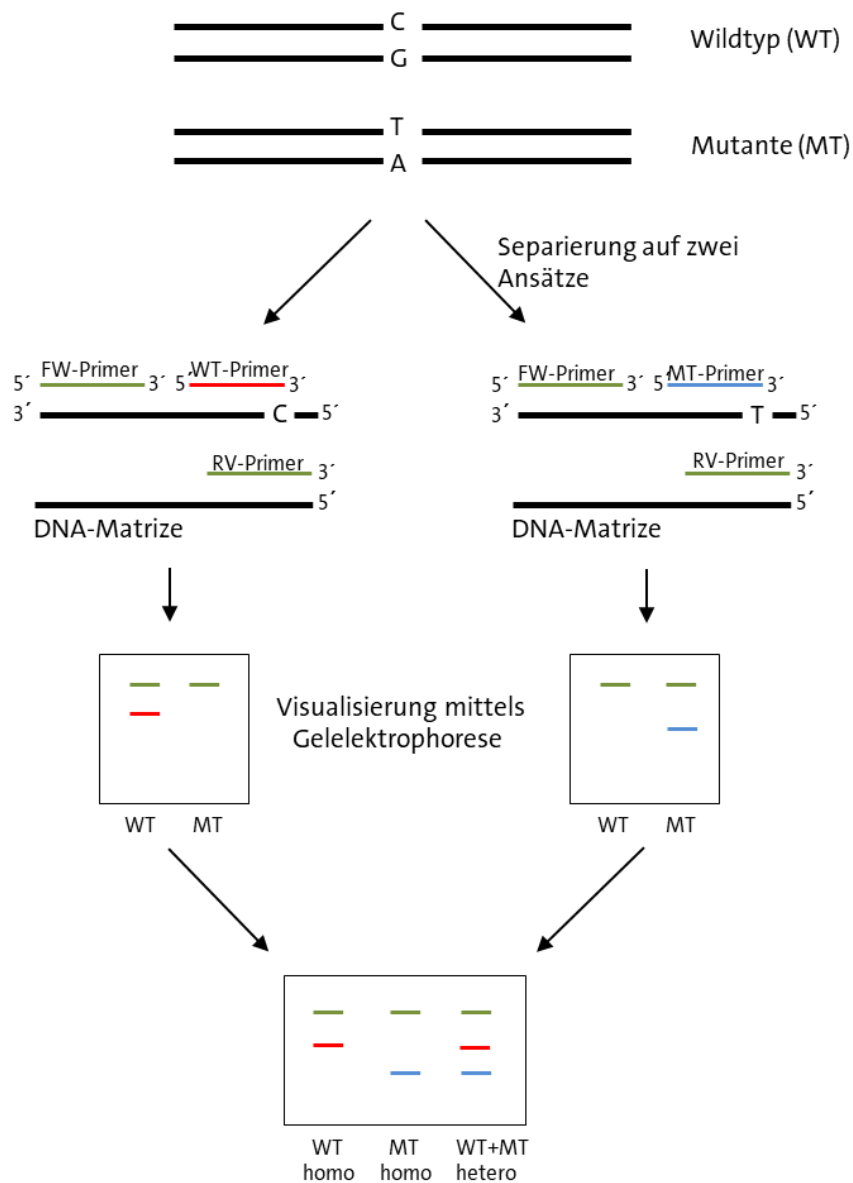 C
G
Wildtyp (WT)
T
A
Mutante (MT)
Separierung auf zwei
Ansätze
5´ FW-Primer 3´ 5´ WT-Primer 3´
3´ C 5´
RV-Primer 3´
5´
DNA-Matrize
5´ FW-Primer 3´ 5´ MT-Primer 3´
3´ T 5´
RV-Primer 3´
5´
DNA-Matrize
Visualisierung mittels
Gelelektrophorese
WT MT
WT MT
WT MT WT+MT
homo homo hetero